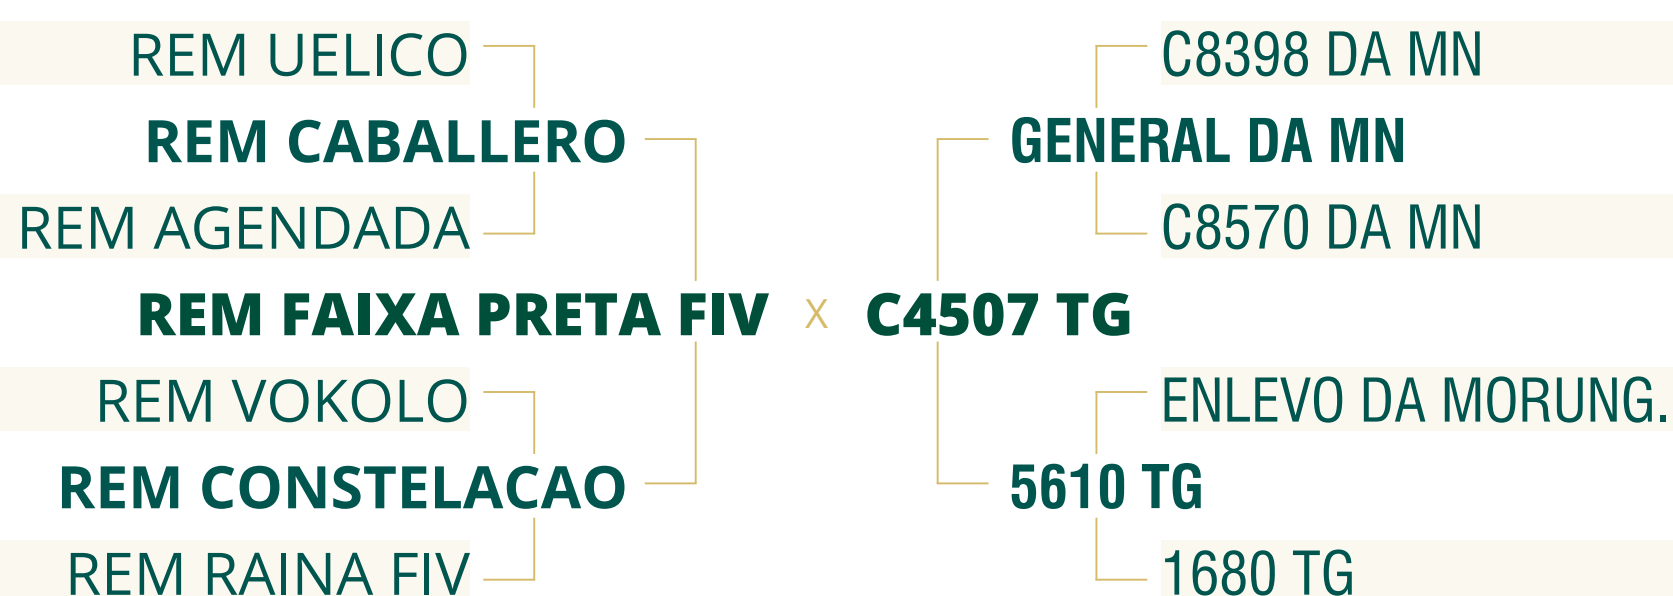 REM UELICO
C8398 DA MN
REM CABALLERO
GENERAL DA MN
REM AGENDADA
C8570 DA MN
REM FAIXA PRETA FIV X C4507 TG
REM VOKOLO
ENLEVO DA MORUNG.
REM CONSTELACAO
5610 TG
REM RAINA FIV
1680 TG